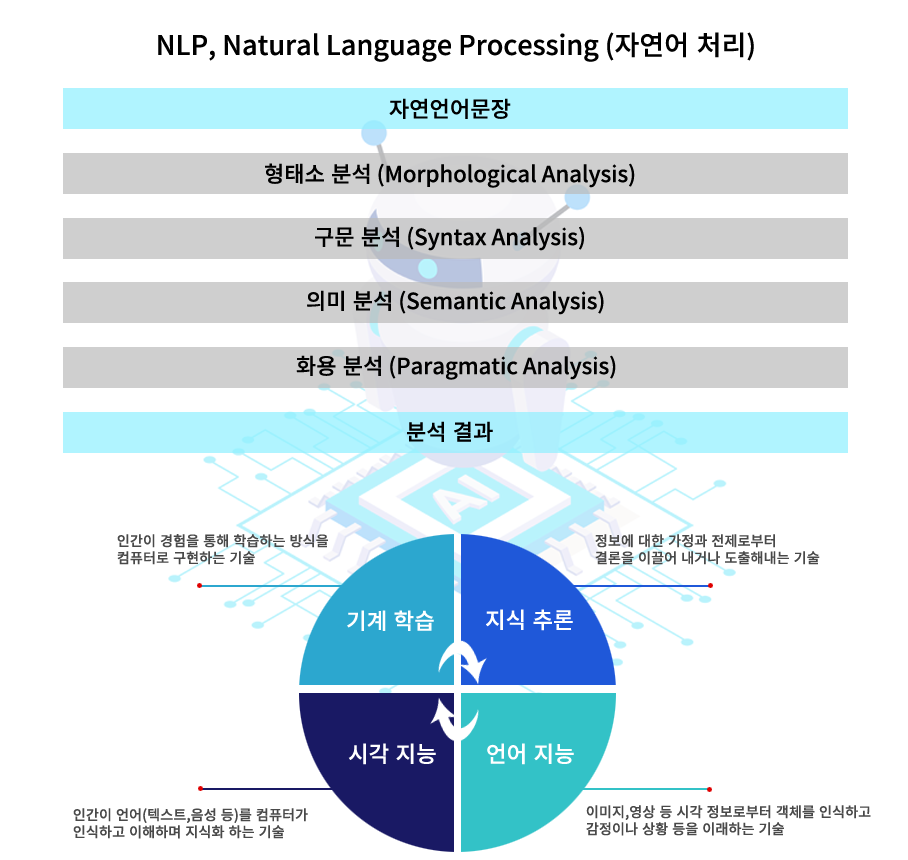 NLP, Natural Language Processing (자연어 처리)
자연언어문장
형태소 분석 (Morphological Analysis)
구문 분석 (Syntax Analysis)
의미 분석 (Semantic Analysis)
화용 분석 (Paragmatic Analysis)
분석 결과
AI
인간이 경험을 통해 학습하는 방식을
컴퓨터로 구현하는 기술
정보에 대한 가정과 전제로부터
결론을 이끌어 내거나 도출해내는 기술
기계 학습
지식 추론
시각 지능
언어 지능
인간이 언어(텍스트,음성 등)를 컴퓨터가
인식하고 이해하며 지식화 하는 기술
이미지,영상 등 시각 정보로부터 객체를 인식하고
감정이나 상황 등을 이래하는 기술